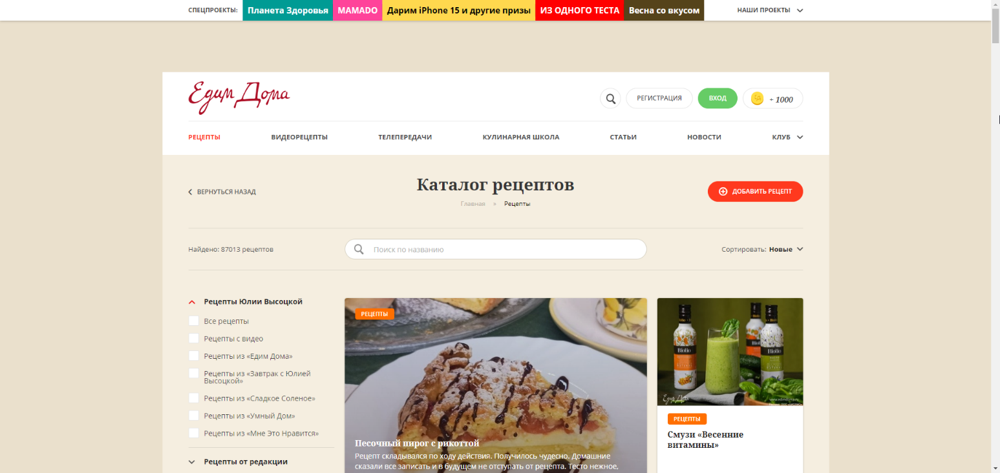 СПЕЦПРОЕКТЫ: Планета Здоровья MAMADO Дарим iPhone 15 и другие призы ИЗ ОДНОГО ТЕСТА Весна со вкусом НАШИ ПРОЕКТЫ
Едим Дома
РЕГИСТРАЦИЯ ВХОД + 1000
РЕЦЕПТЫ ВИДЕОРЕЦЕПТЫ ТЕЛЕПЕРЕДАЧИ КУЛИНАРНАЯ ШКОЛА СТАТЬИ НОВОСТИ КЛУБ
ВЕРНУТЬСЯ НАЗАД
Каталог рецептов
Главная » Рецепты
ДОБАВИТЬ РЕЦЕПТ
Найдено: 87013 рецептов
Поиск по названию
Сортировать: Новые
Рецепты Юлии Высоцкой
Все рецепты
Рецепты с видео
Рецепты из «Едим Дома»
Рецепты из «Завтрак с Юлией
Высоцкой»
Рецепты из «Сладкое Соленое»
Рецепты из «Умный Дом»
Рецепты из «Мне Это Нравится»
Рецепты от редакции
РЕЦЕПТЫ
Песочный пирог с рикоттой
Рецепт складывался по ходу действия. Получилось чудесно. Домашние
сказали все записать и в будущем не отступать от рецепта. Тесто нежное,
BioNo
Едим Дома
РЕЦЕПТЫ
Смузи «Весенние
витамины»